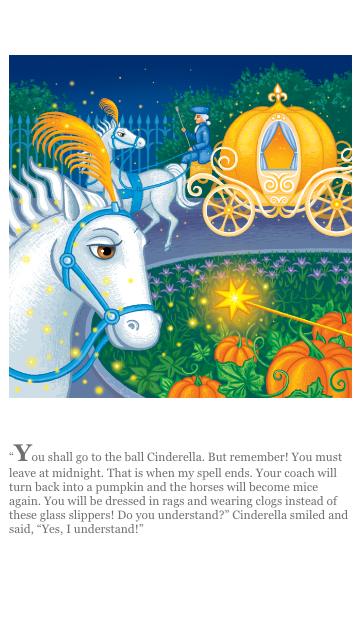 “You shall go to the ball Cinderella. But remember! You must
leave at midnight. That is when my spell ends. Your coach will
turn back into a pumpkin and the horses will become mice
again. You will be dressed in rags and wearing clogs instead of
these glass slippers! Do you understand?” Cinderella smiled and
said, “Yes, I understand!”